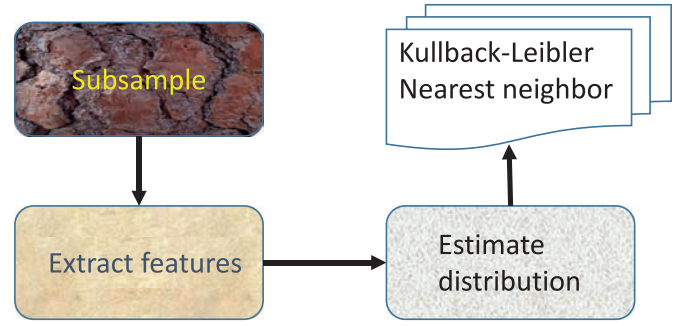 Subsample
Extract features
Estimate
distribution
Kullback-Leibler
Nearest neighbor